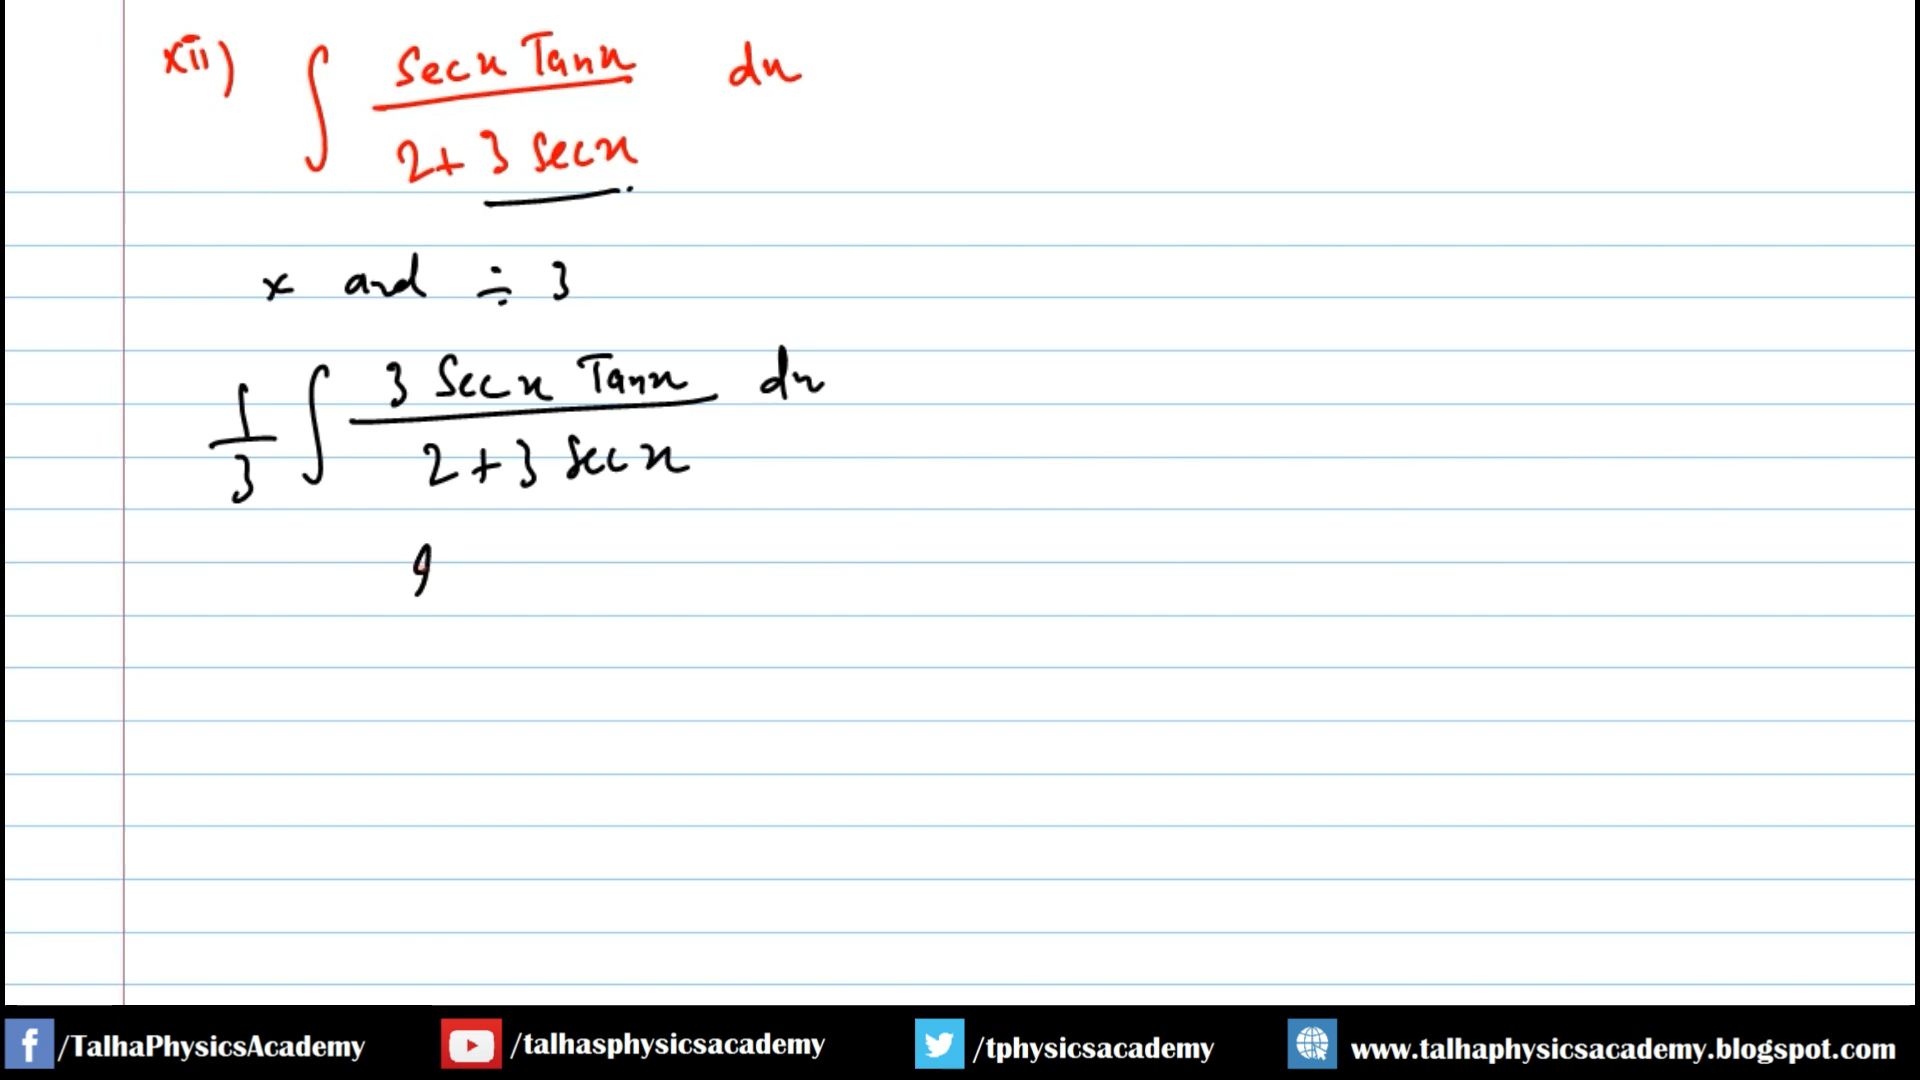 xii) ∫ Secx Tanx / 2+3 Secx dx
x and ÷ 3
1/3 ∫ 3 Secx Tanx / 2+3 Secx dx
/TalhaPhysicsAcademy /talhasphysicsacademy /tphysicsacademy www.talhaphysicsacademy.blogspot.com